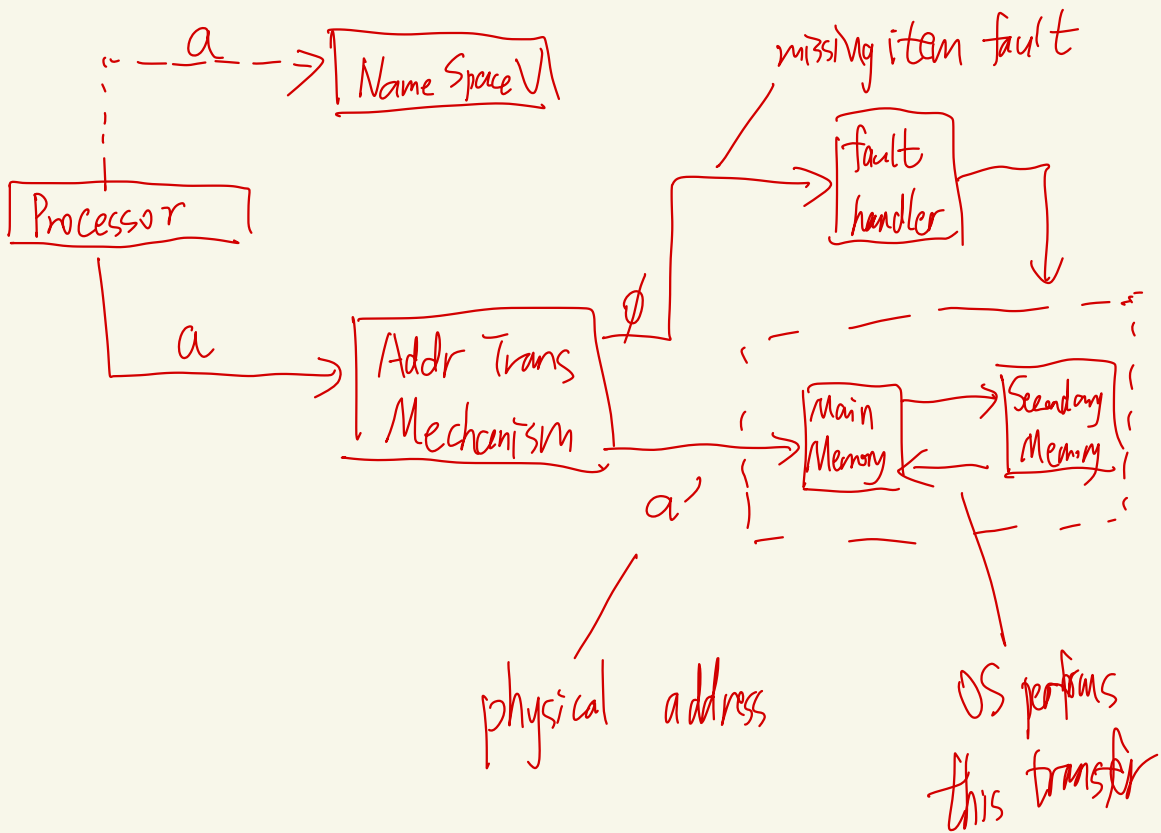 a
Name Space V
missing item fault
fault
handler
Processor
a
Addr Trans
Mechanism
∅
Main
Memory
Secondary
Memory
a'
physical address
OS performs
this transfer